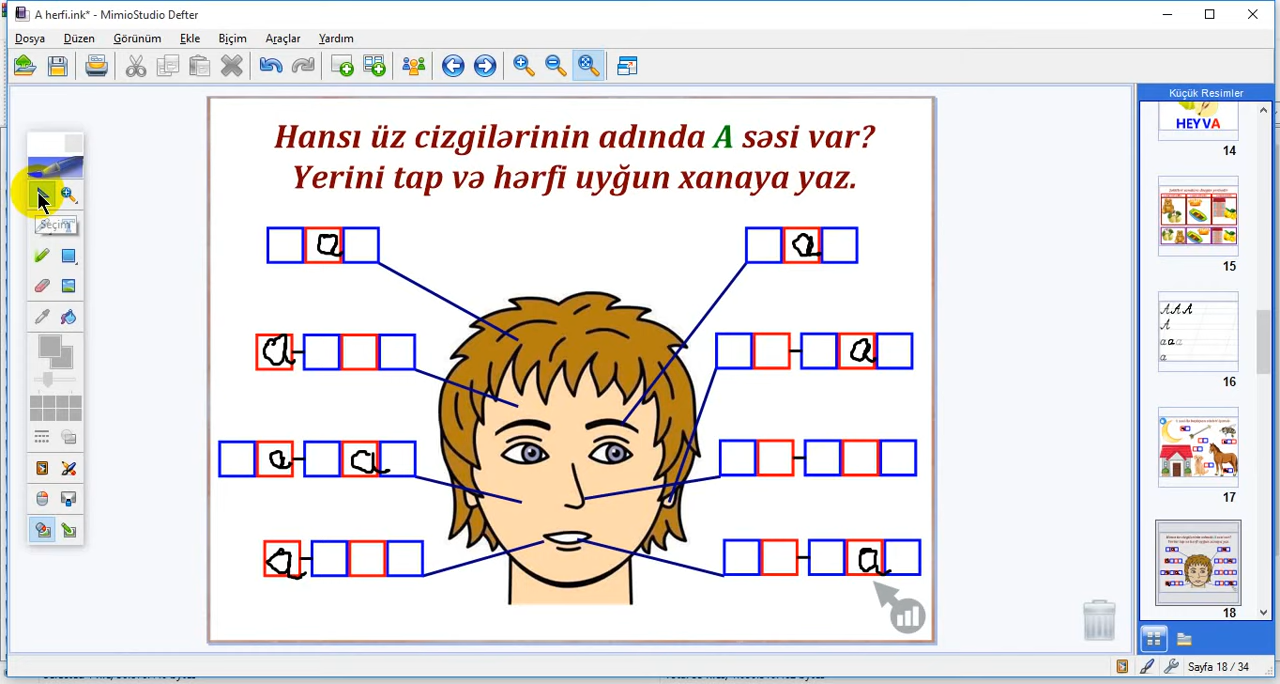 A herfi.ink* - MimioStudio Defter
Dosya Düzen Görünüm Ekle Biçim Araçlar Yardım
Küçük Resimler
Seçim
Hansı üz cizgilərinin adında A səsi var?
Yerini tap və hərfi uyğun xanaya yaz.
a a
a a
a a
a a
HEYVA
14
15
A A A
A
a a a
a
16
17
18
Sayfa 18 / 34